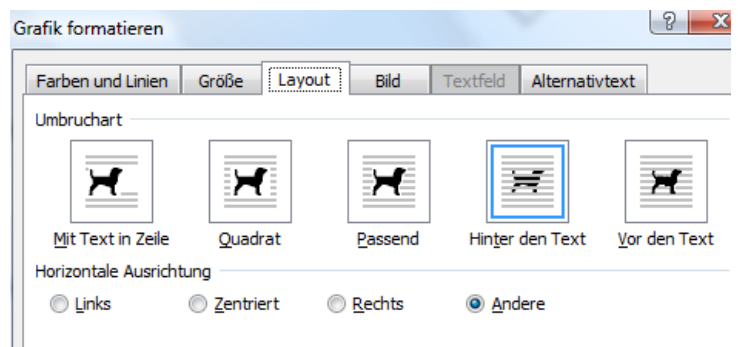 Grafik formatieren
Farben und Linien Größe Layout Bild Textfeld Alternativtext
Umbruchart
Mit Text in Zeile Quadrat Passend Hinter den Text Vor den Text
Horizontale Ausrichtung
Links Zentriert Rechts Andere